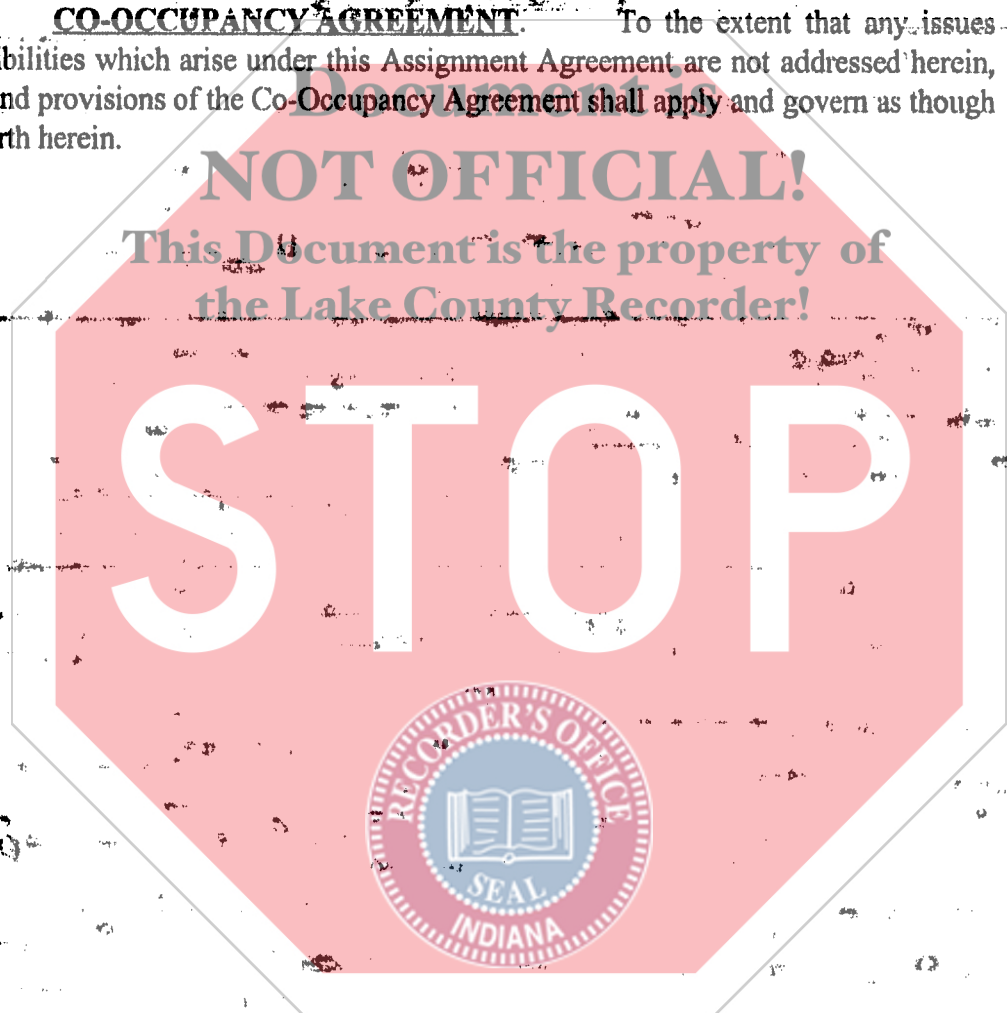 CO-OCCUPANCY AGREEMENT. To the extent that any issues
bilities which arise under this Assignment Agreement are not addressed herein,
nd provisions of the Co-Occupancy Agreement shall apply and govern as though
rth herein.
Document is
NOT OFFICIAL!
This Document is the property of
the Lake County Recorder!
STOP
RECORDER'S OFFICE
SEAL
INDIANA